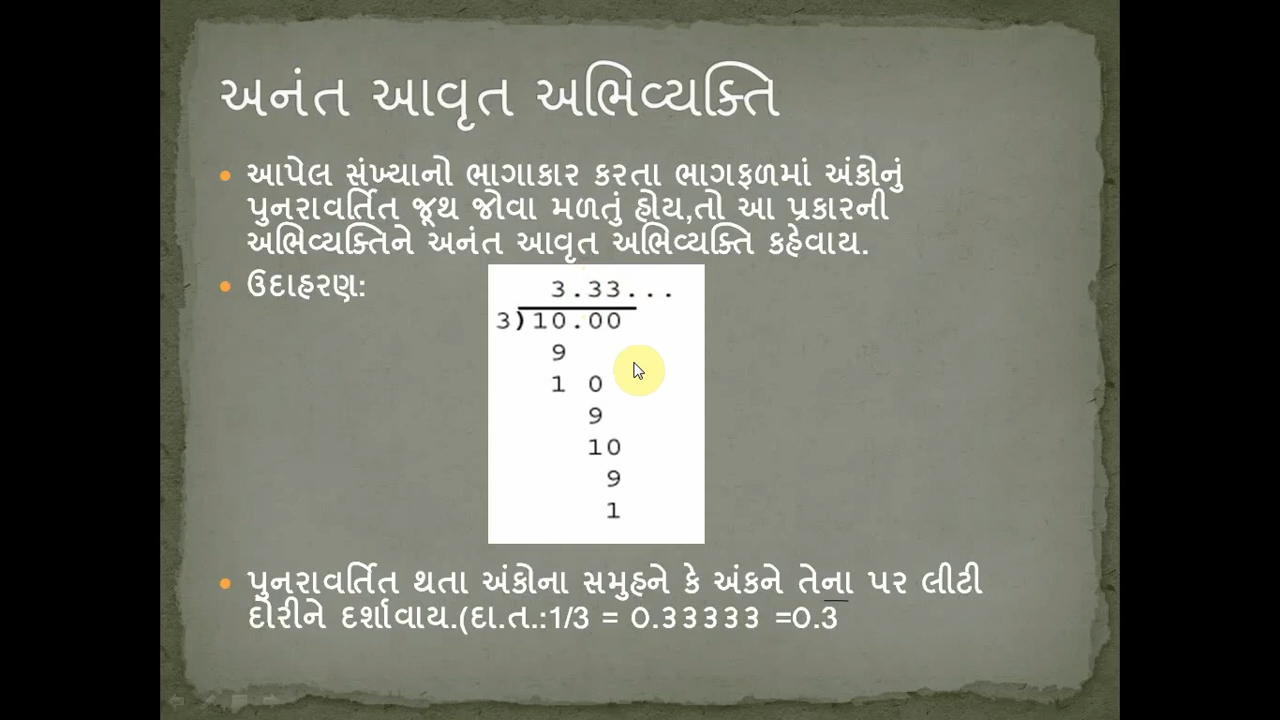 અનંત આવૃત અભિવ્યક્તિ
• આપેલ સંખ્યાનો ભાગાકાર કરતા ભાગફળમાં અંકોનું
પુનરાવર્તિત જૂથ જોવા મળતું હોય,તો આ પ્રકારની
અભિવ્યક્તિને અનંત આવૃત અભિવ્યક્તિ કહેવાય.
• ઉદાહરણ:
3.33...
3)10.00
9
1 0
9
10
9
1
• પુનરાવર્તિત થતા અંકોના સમુહને કે અંકને તેના પર લીટી
દોરીને દર્શાવાય.(દા.ત.:1/3 = ૦.૩૩૩૩૩ =0.3̅